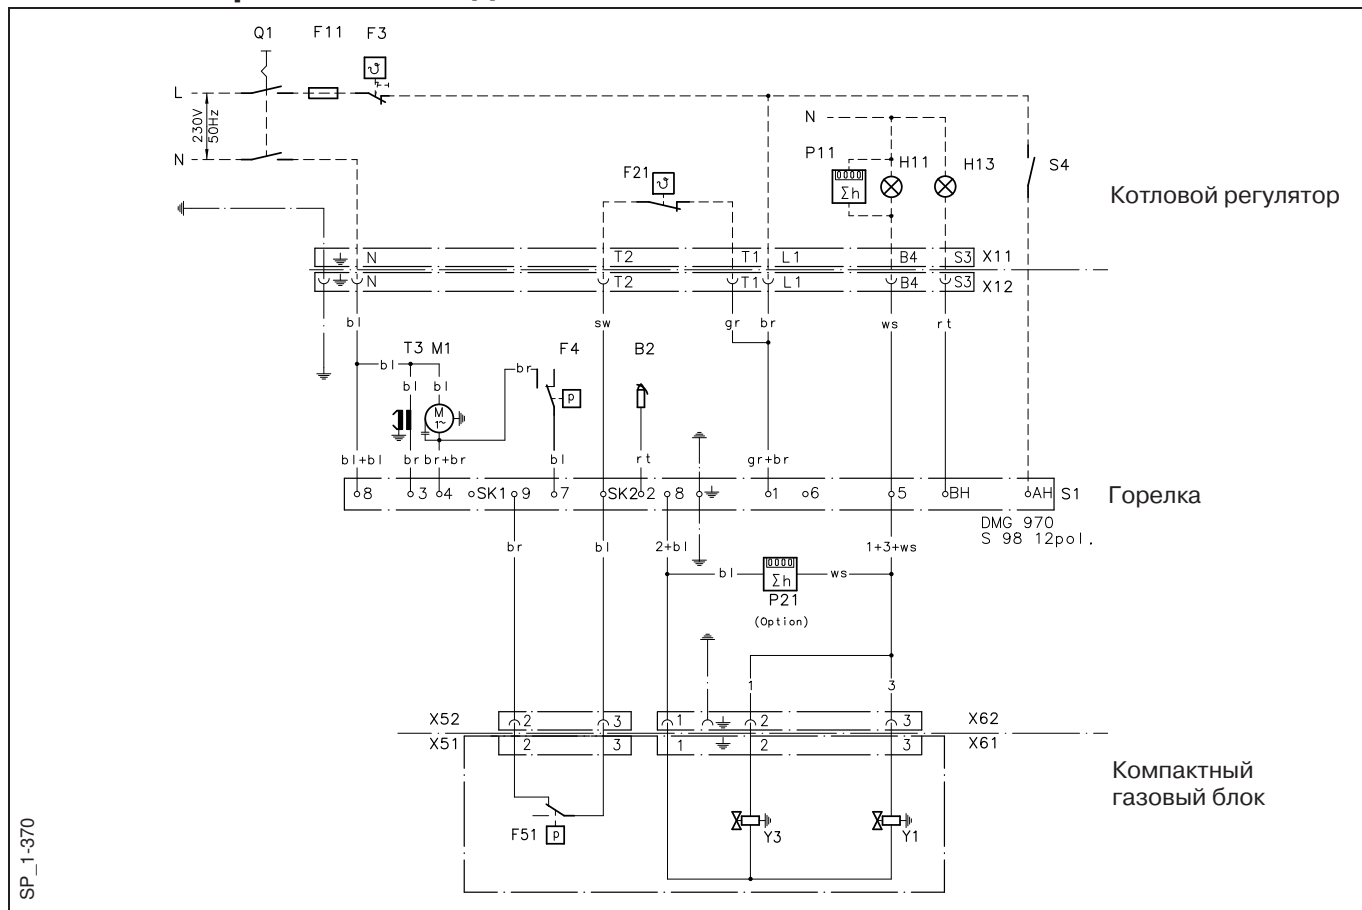 Q1 F11 F3
L
230V
50Hz
N
N
P11 H11 H13 S4
0000
Σh
F21
ϑ
ϑ
Котловой регулятор
N T2 T1 L1 B4 S3 X11
N T2 T1 L1 B4 S3 X12
bl sw gr br ws rt
T3 M1 F4 B2
bl br
bl bl
M
1~
p
bl+bl br br+br bl rt gr+br
8 3 4 SK1 9 7 SK2 2 8 1 6 5 BH AH S1
Горелка
DMG 970
S 98 12pol.
br bl 2+bl 1+3+ws
bl 0000 ws
Σh
P21
(Option)
1 3
X52 2 3 1 2 3 X62
X51 2 3 1 2 3 X61
Компактный
газовый блок
F51 p Y3 Y1
SP_1-370